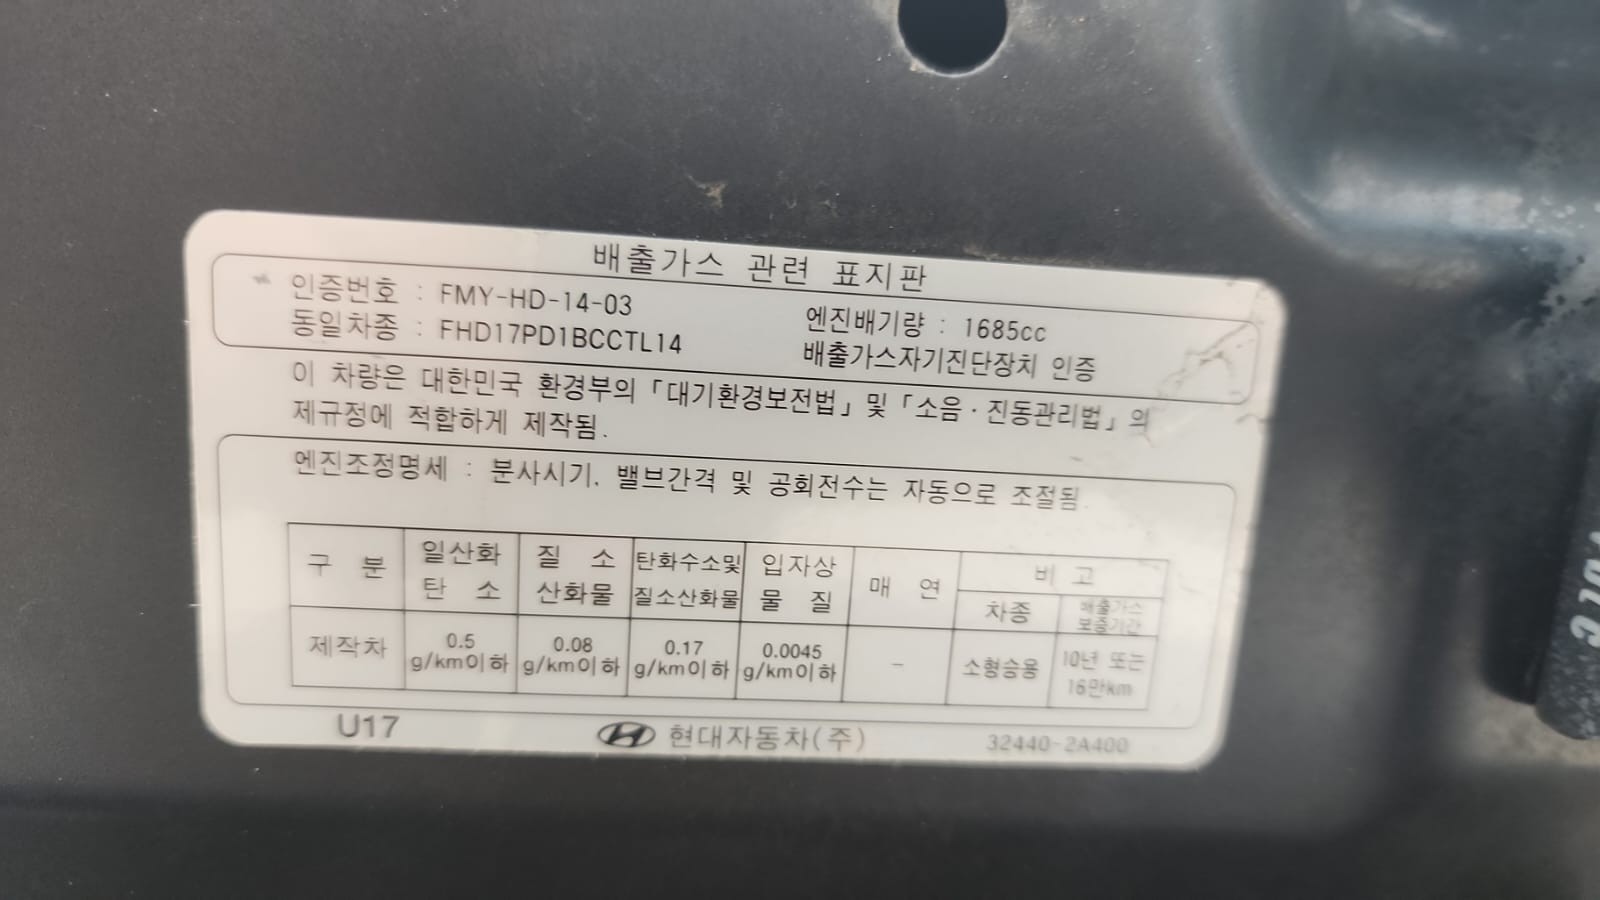 배출가스 관련 표지판
인증번호 : FMY-HD-14-03
동일차종 : FHD17PD1BCCTL14
엔진배기량 : 1685cc
배출가스자기진단장치 인증
이 차량은 대한민국 환경부의 「대기환경보전법」 및 「소음·진동관리법」의
제규정에 적합하게 제작됨.
엔진조정명세 : 분사시기, 밸브간격 및 공회전수는 자동으로 조절됨.
구 분 일산화 탄 소 질 소 산화물 탄화수소및 질소산화물 입자상 물 질 매 연 비 고
차종 배출가스 보증기간
제작차 0.5 g/km이하 0.08 g/km이하 0.17 g/km이하 0.0045 g/km이하 - 소형승용 10년 또는 16만km
U17 현대자동차(주) 32440-2A400